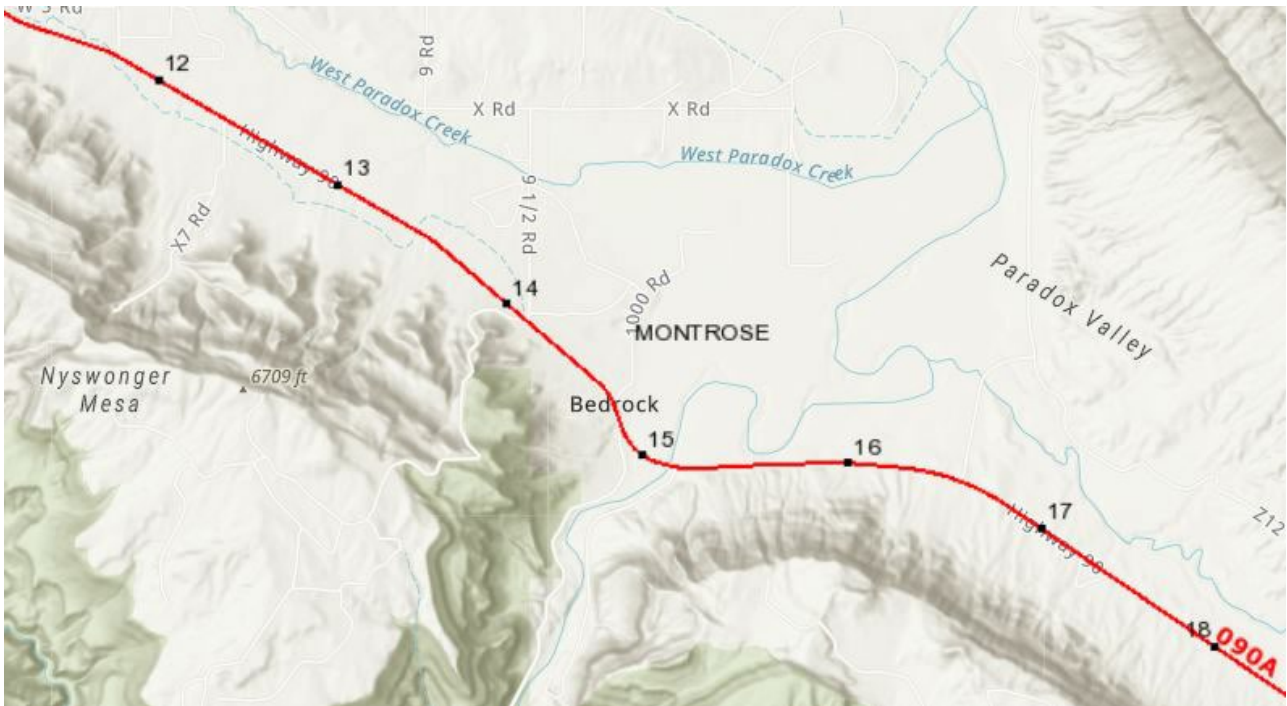 W 5 Rd
12
9 Rd
West Paradox Creek
X Rd
X Rd
Highway 90
13
West Paradox Creek
9 1/2 Rd
X7 Rd
14
1000 Rd
MONTROSE
Paradox Valley
Nyswonger
Mesa
6709 ft
Bedrock
15
16
17
Highway 90
Z12
18
090A